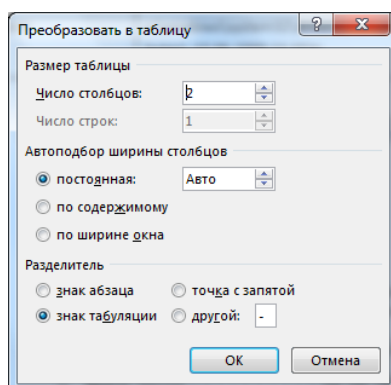 Преобразовать в таблицу
Размер таблицы
Число столбцов: 2
Число строк: 1
Автоподбор ширины столбцов
постоянная: Авто
по содержимому
по ширине окна
Разделитель
знак абзаца точка с запятой
знак табуляции другой: -
ОК Отмена